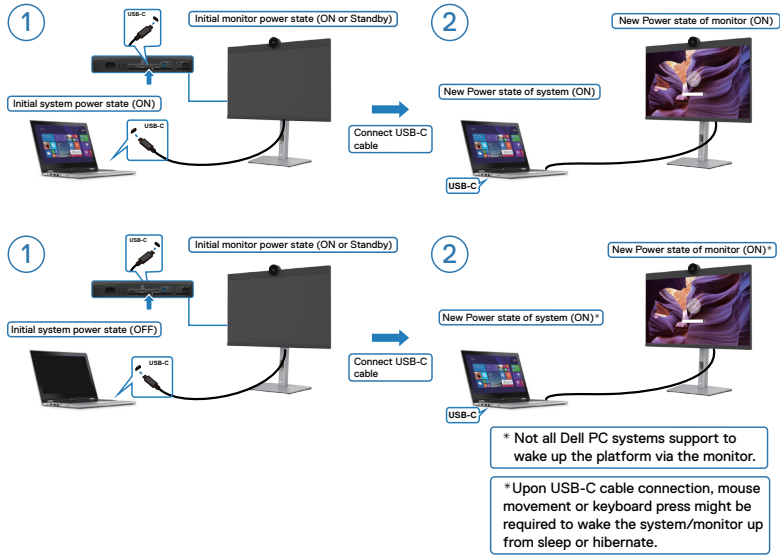 1
USB-C
Initial monitor power state (ON or Standby)
Initial system power state (ON)
USB-C
Connect USB-C
cable
2
New Power state of monitor (ON)
New Power state of system (ON)
USB-C
1
USB-C
Initial monitor power state (ON or Standby)
Initial system power state (OFF)
USB-C
Connect USB-C
cable
2
New Power state of monitor (ON)*
New Power state of system (ON)*
USB-C
* Not all Dell PC systems support to
wake up the platform via the monitor.
*Upon USB-C cable connection, mouse
movement or keyboard press might be
required to wake the system/monitor up
from sleep or hibernate.